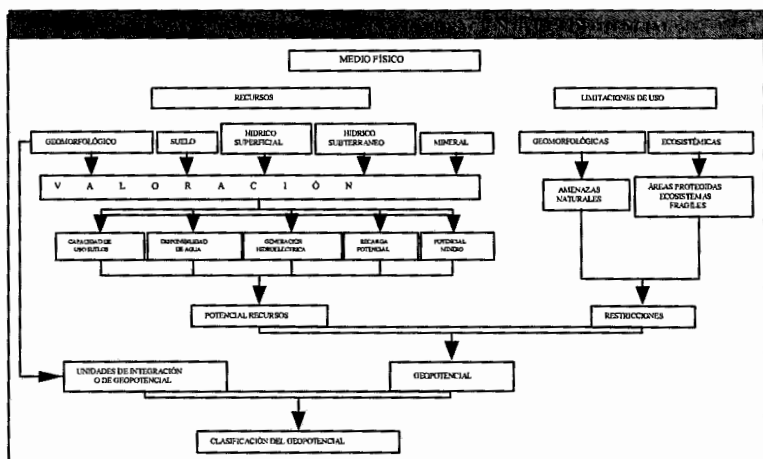 MEDIO FÍSICO
RECURSOS
LIMITACIONES DE USO
GEOMORFOLÓGICO
SUELO
HIDRICO
SUPERFICIAL
HIDRICO
SUBTERRANEO
MINERAL
GEOMORFOLÓGICAS
ECOSISTÉMICAS
VALORACIÓN
AMENAZAS
NATURALES
ÁREAS PROTEGIDAS
ECOSISTEMAS
FRAGILES
CAPACIDAD DE
USO SUELOS
DISPONIBILIDAD
DE AGUA
GENERACIÓN
HIDROELÉCTRICA
RECARGA
POTENCIAL
POTENCIAL
MINERO
POTENCIAL RECURSOS
RESTRICCIONES
UNIDADES DE INTEGRACIÓN
O DE GEOPOTENCIAL
GEOPOTENCIAL
CLASIFICACIÓN DEL GEOPOTENCIAL